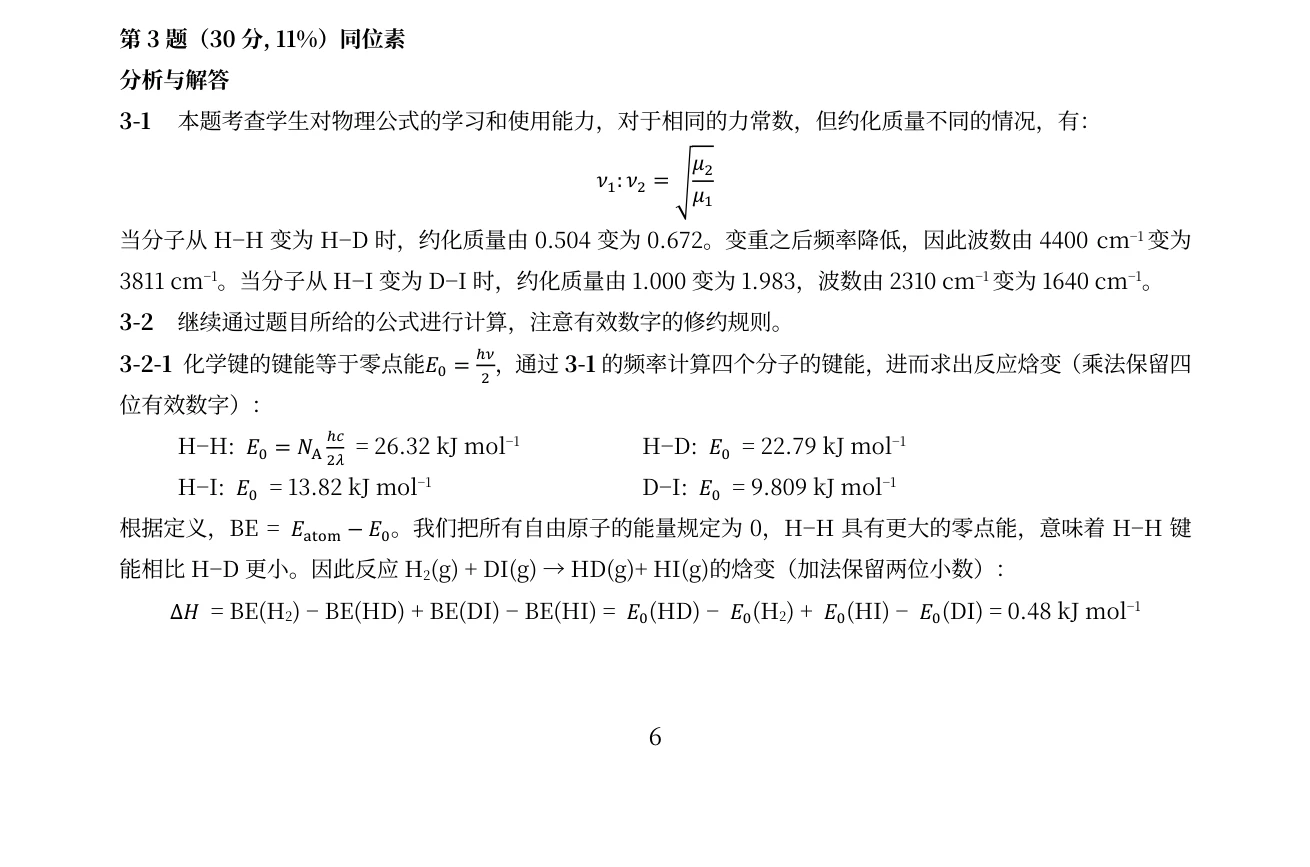 第 3 题（30 分, 11%）同位素
分析与解答
3-1 本题考查学生对物理公式的学习和使用能力，对于相同的力常数，但约化质量不同的情况，有：
ν₁: ν₂ = √(μ₂/μ₁)
当分子从 H−H 变为 H−D 时，约化质量由 0.504 变为 0.672。变重之后频率降低，因此波数由 4400 cm⁻¹变为
3811 cm⁻¹。当分子从 H−I 变为 D−I 时，约化质量由 1.000 变为 1.983，波数由 2310 cm⁻¹变为 1640 cm⁻¹。
3-2 继续通过题目所给的公式进行计算，注意有效数字的修约规则。
3-2-1 化学键的键能等于零点能E₀ = hν/2，通过 3-1 的频率计算四个分子的键能，进而求出反应焓变（乘法保留四
位有效数字）:
H−H: E₀ = N_A hc/2λ = 26.32 kJ mol⁻¹ H−D: E₀ = 22.79 kJ mol⁻¹
H−I: E₀ = 13.82 kJ mol⁻¹ D−I: E₀ = 9.809 kJ mol⁻¹
根据定义，BE = E_atom − E₀。我们把所有自由原子的能量规定为 0，H−H 具有更大的零点能，意味着 H−H 键
能相比 H−D 更小。因此反应 H₂(g) + DI(g) → HD(g)+ HI(g)的焓变（加法保留两位小数）:
ΔH = BE(H₂) − BE(HD) + BE(DI) − BE(HI) = E₀(HD) − E₀(H₂) + E₀(HI) − E₀(DI) = 0.48 kJ mol⁻¹
6